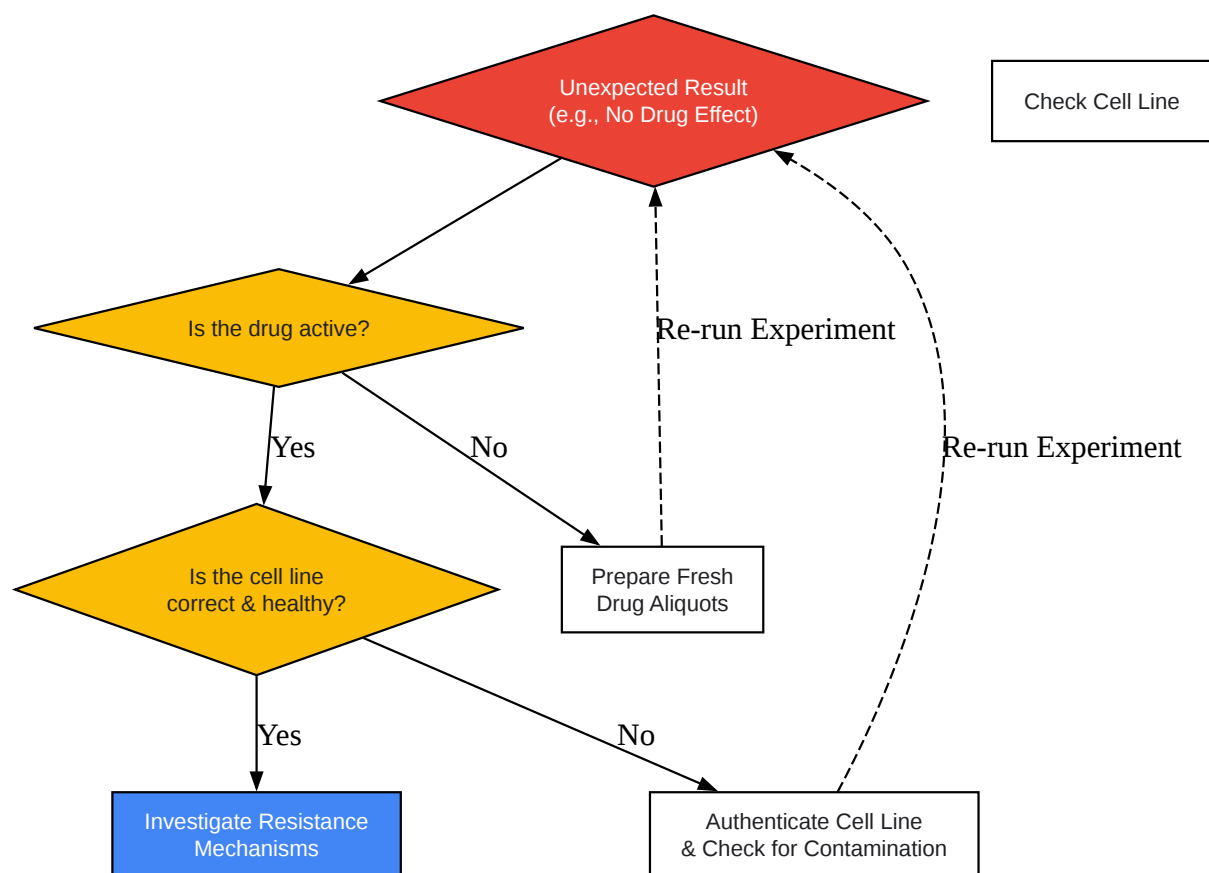 Unexpected Result
(e.g., No Drug Effect)
Check Cell Line
Is the drug active?
Re-run Experiment
Yes
No
Re-run Experiment
Is the cell line
correct & healthy?
Prepare Fresh
Drug Aliquots
Yes
No
Investigate Resistance
Mechanisms
Authenticate Cell Line
& Check for Contamination